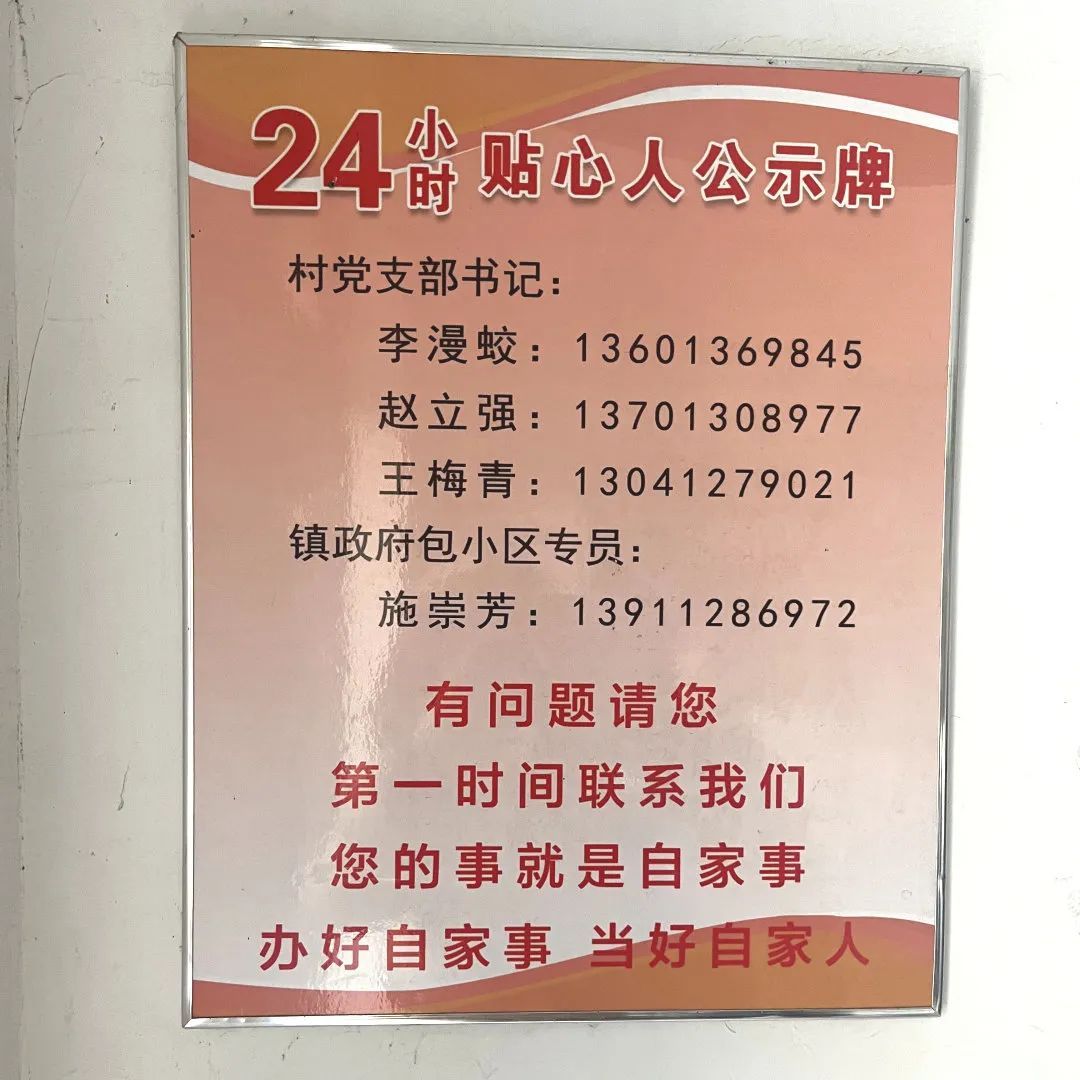 24小时贴心人公示牌
村党支部书记：
李漫蛟：13601369845
赵立强：13701308977
王梅青：13041279021
镇政府包小区专员：
施崇芳：13911286972
有问题请您
第一时间联系我们
您的事就是自家事
办好自家事 当好自家人